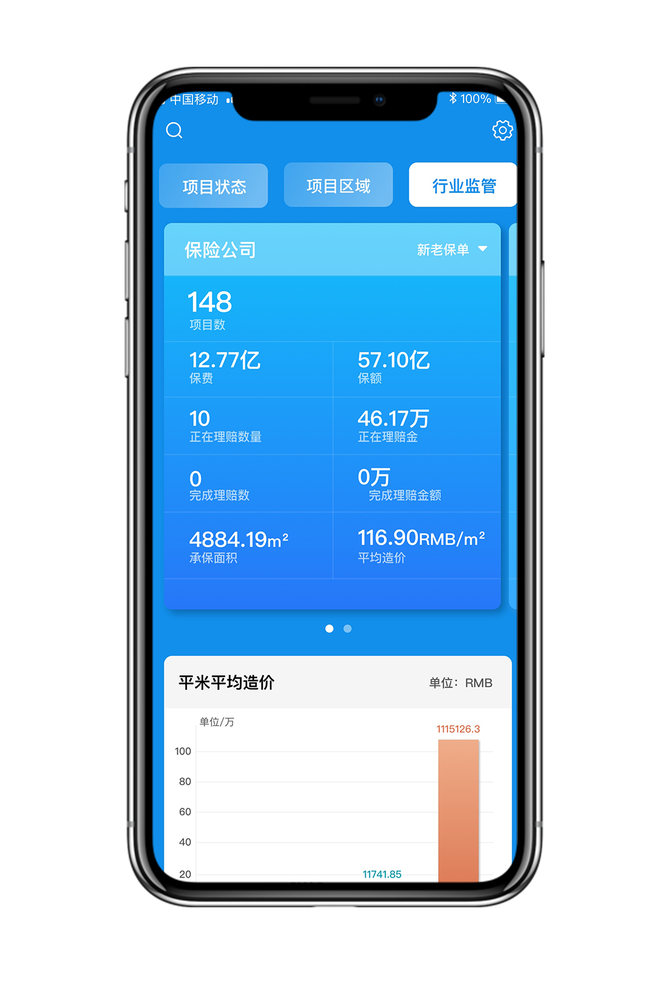 中国移动
100%
项目状态 项目区域 行业监管
保险公司 新老保单
148
项目数
12.77亿 57.10亿
保费 保额
10 46.17万
正在理赔数量 正在理赔金
0 0万
完成理赔数 完成理赔金额
4884.19m² 116.90RMB/m²
承保面积 平均造价
平米平均造价 单位：RMB
单位/万
1115126.3
100
80
60
40
20 11741.85